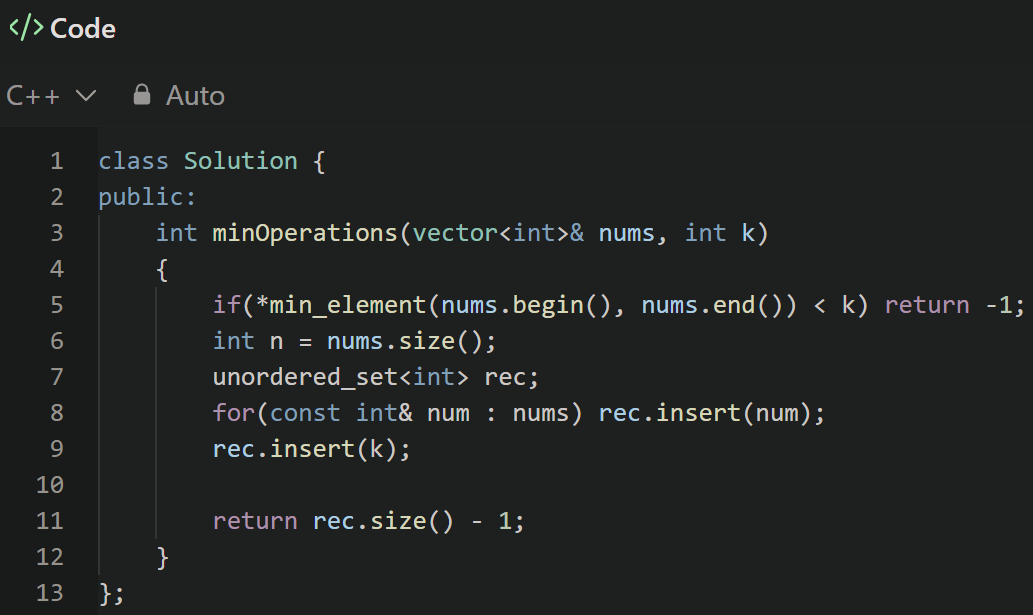 </> Code
C++ Auto
1 class Solution {
2 public:
3     int minOperations(vector<int>& nums, int k)
4     {
5         if(*min_element(nums.begin(), nums.end()) < k) return -1;
6         int n = nums.size();
7         unordered_set<int> rec;
8         for(const int& num : nums) rec.insert(num);
9         rec.insert(k);
10
11         return rec.size() - 1;
12     }
13 };